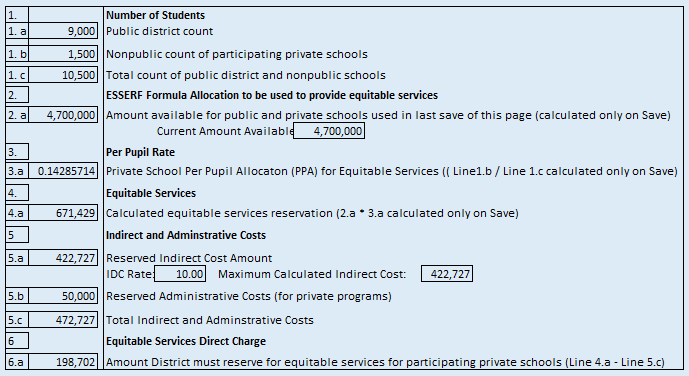 1. Number of Students
1. a 9,000 Public district count
1. b 1,500 Nonpublic count of participating private schools
1. c 10,500 Total count of public district and nonpublic schools
2. ESSERF Formula Allocation to be used to provide equitable services
2. a 4,700,000 Amount available for public and private schools used in last save of this page (calculated only on Save)
Current Amount Available 4,700,000
3. Per Pupil Rate
3.a 0.14285714 Private School Per Pupil Allocaton (PPA) for Equitable Services (( Line1.b / Line 1.c calculated only on Save)
4. Equitable Services
4.a 671,429 Calculated equitable services reservation (2.a * 3.a calculated only on Save)
5 Indirect and Adminstrative Costs
5.a 422,727 Reserved Indirect Cost Amount
IDC Rate: 10.00 Maximum Calculated Indirect Cost: 422,727
5.b 50,000 Reserved Administrative Costs (for private programs)
5.c 472,727 Total Indirect and Adminstrative Costs
6 Equitable Services Direct Charge
6.a 198,702 Amount District must reserve for equitable services for participating private schools (Line 4.a - Line 5.c)